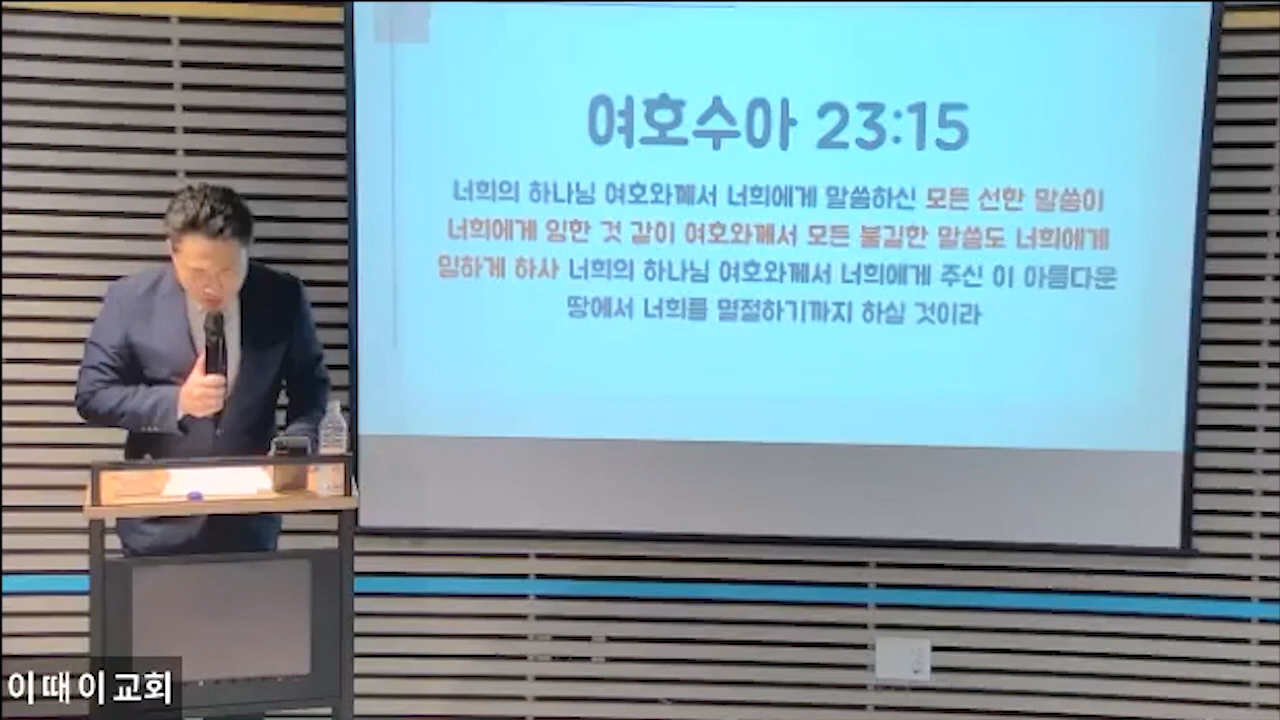 여호수아 23:15
너희의 하나님 여호와께서 너희에게 말씀하신 모든 선한 말씀이
너희에게 임한 것 같이 여호와께서 모든 불길한 말씀도 너희에게
임하게 하사 너희의 하나님 여호와께서 너희에게 주신 이 아름다운
땅에서 너희를 멸절하기까지 하실 것이라
이때이교회